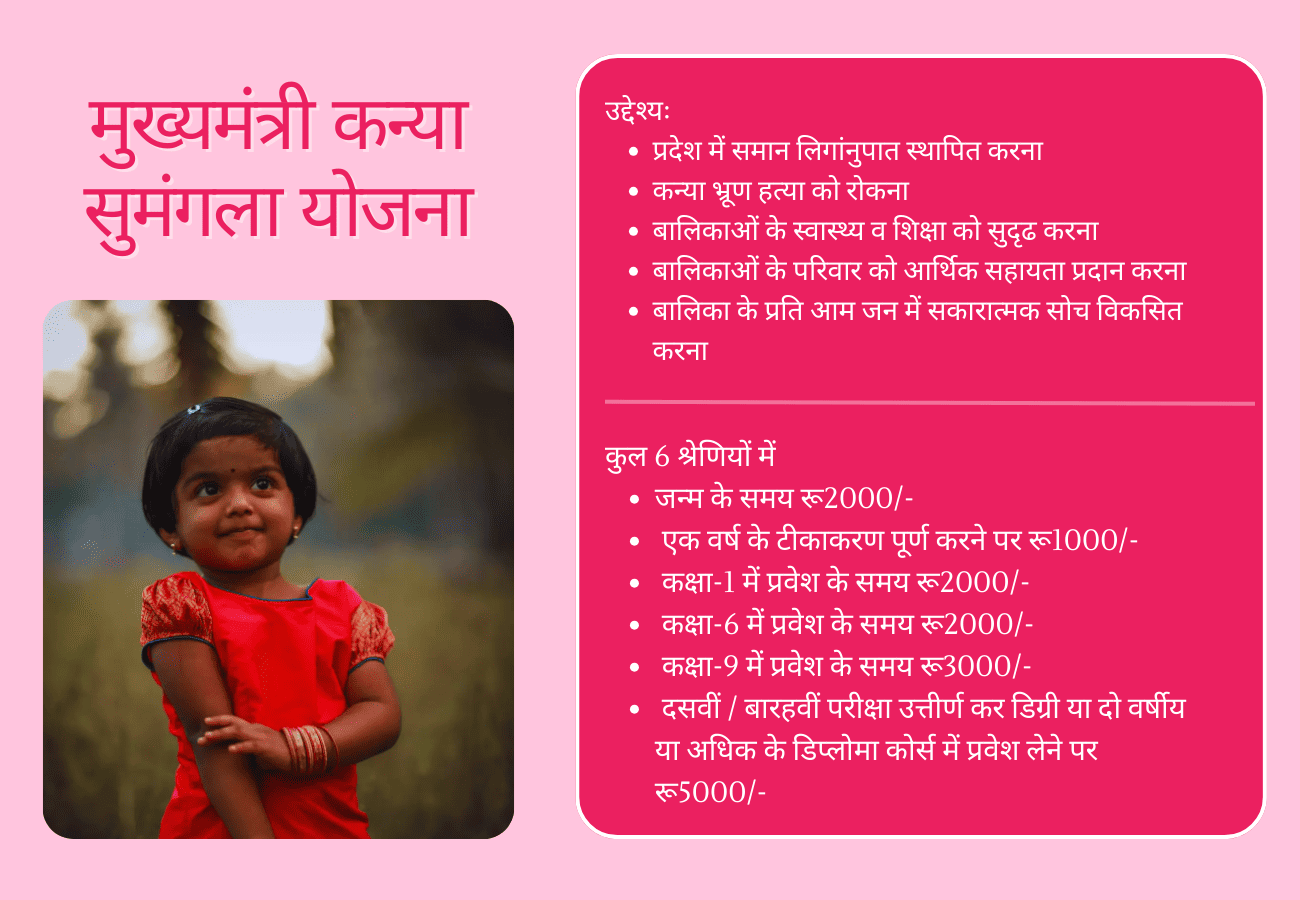 मुख्यमंत्री कन्या
सुमंगला योजना
उद्देश्य:
• प्रदेश में समान लिगांनुपात स्थापित करना
• कन्या भ्रूण हत्या को रोकना
• बालिकाओं के स्वास्थ्य व शिक्षा को सुदृढ करना
• बालिकाओं के परिवार को आर्थिक सहायता प्रदान करना
• बालिका के प्रति आम जन में सकारात्मक सोच विकसित
करना
कुल 6 श्रेणियों में
• जन्म के समय रू2000/-
• एक वर्ष के टीकाकरण पूर्ण करने पर रू1000/-
• कक्षा-1 में प्रवेश के समय रू2000/-
• कक्षा-6 में प्रवेश के समय रू2000/-
• कक्षा-9 में प्रवेश के समय रू3000/-
• दसवीं / बारहवीं परीक्षा उत्तीर्ण कर डिग्री या दो वर्षीय
या अधिक के डिप्लोमा कोर्स में प्रवेश लेने पर
रू5000/-